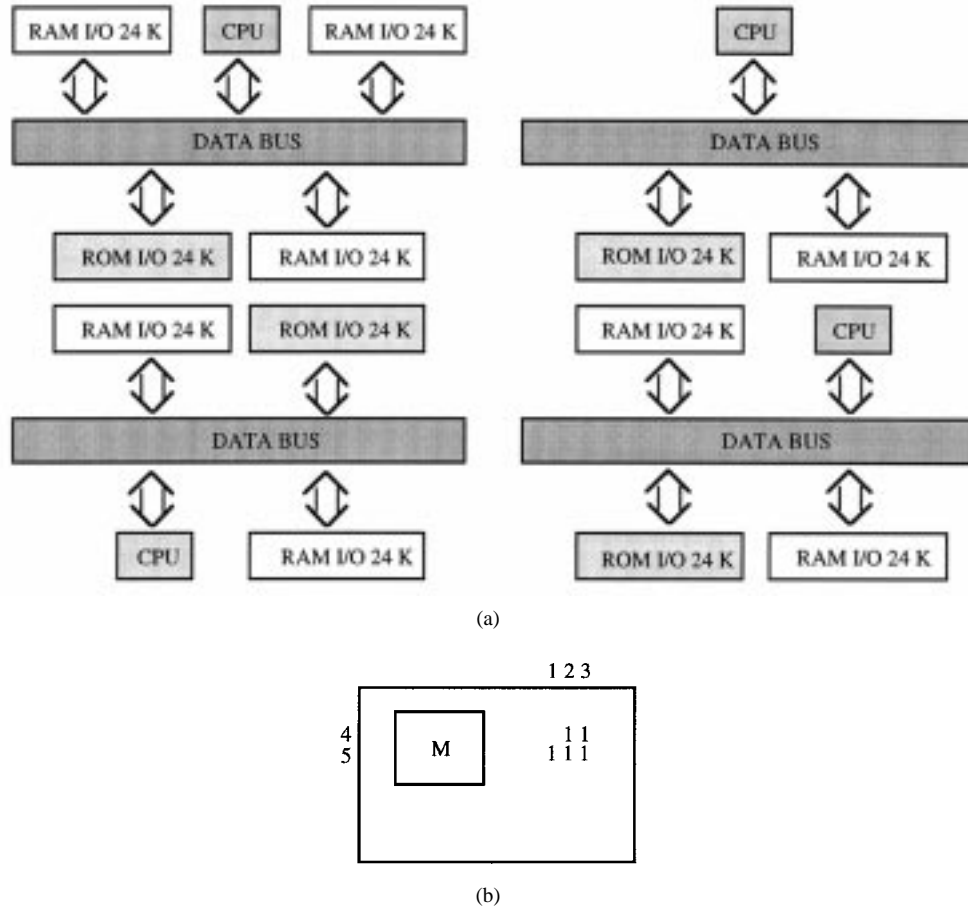 RAM I/O 24 K CPU RAM I/O 24 K CPU
DATA BUS DATA BUS
ROM I/O 24 K RAM I/O 24 K ROM I/O 24 K RAM I/O 24 K
RAM I/O 24 K ROM I/O 24 K RAM I/O 24 K CPU
DATA BUS DATA BUS
CPU RAM I/O 24 K ROM I/O 24 K RAM I/O 24 K
(a)
1 2 3
4 M 1 1
5 1 1 1
(b)